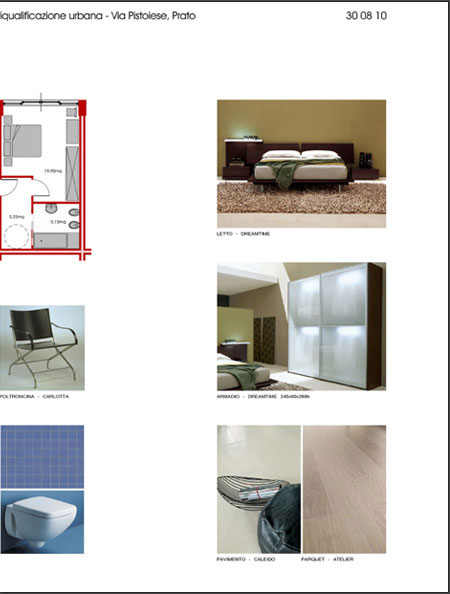 iqualificazione urbana - Via Pistoiese, Prato
30 08 10
15.90mq
5.25mq
5.15mq
LETTO - DREAMTIME
POLTRONCINA - CARLOTTA
ARMADIO - DREAMTIME 245x60x260h
PAVIMENTO - CALEIDO
PARQUET - ATELIER